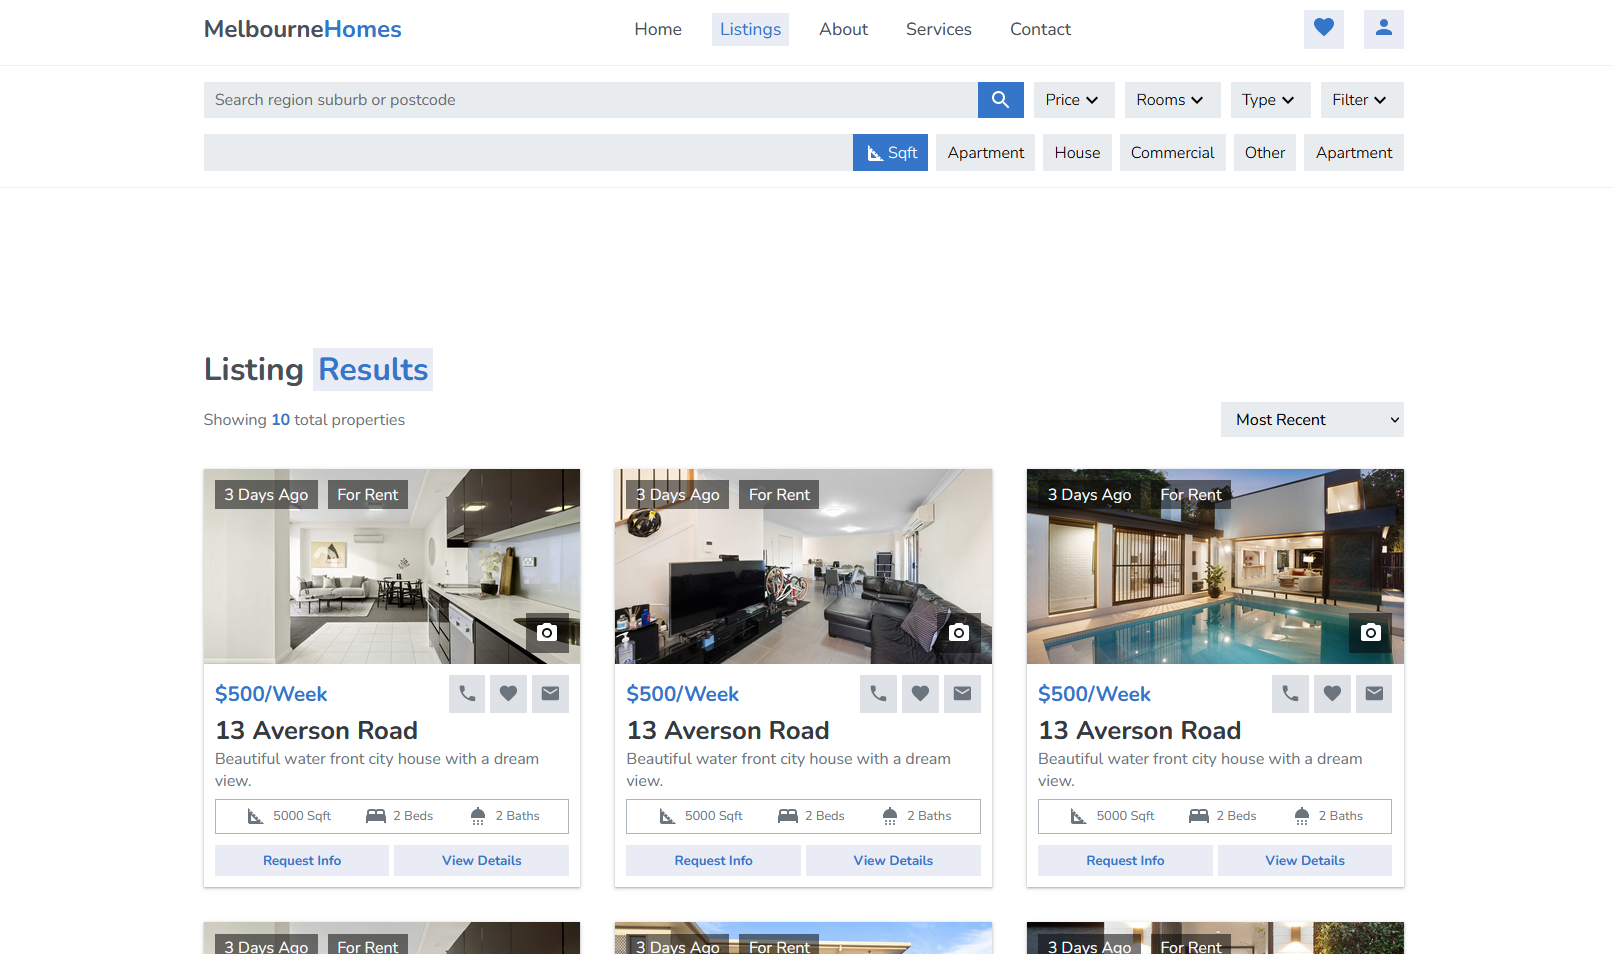 MelbourneHomes Home Listings About Services Contact
Search region suburb or postcode Price Rooms Type Filter
Sqft Apartment House Commercial Other Apartment
Listing Results
Showing 10 total properties Most Recent
3 Days Ago For Rent 3 Days Ago For Rent 3 Days Ago For Rent
$500/Week $500/Week $500/Week
13 Averson Road 13 Averson Road 13 Averson Road
Beautiful water front city house with a dream Beautiful water front city house with a dream Beautiful water front city house with a dream
view. view. view.
5000 Sqft 2 Beds 2 Baths 5000 Sqft 2 Beds 2 Baths 5000 Sqft 2 Beds 2 Baths
Request Info View Details Request Info View Details Request Info View Details
3 Days Ago For Rent 3 Days Ago For Rent 3 Days Ago For Rent